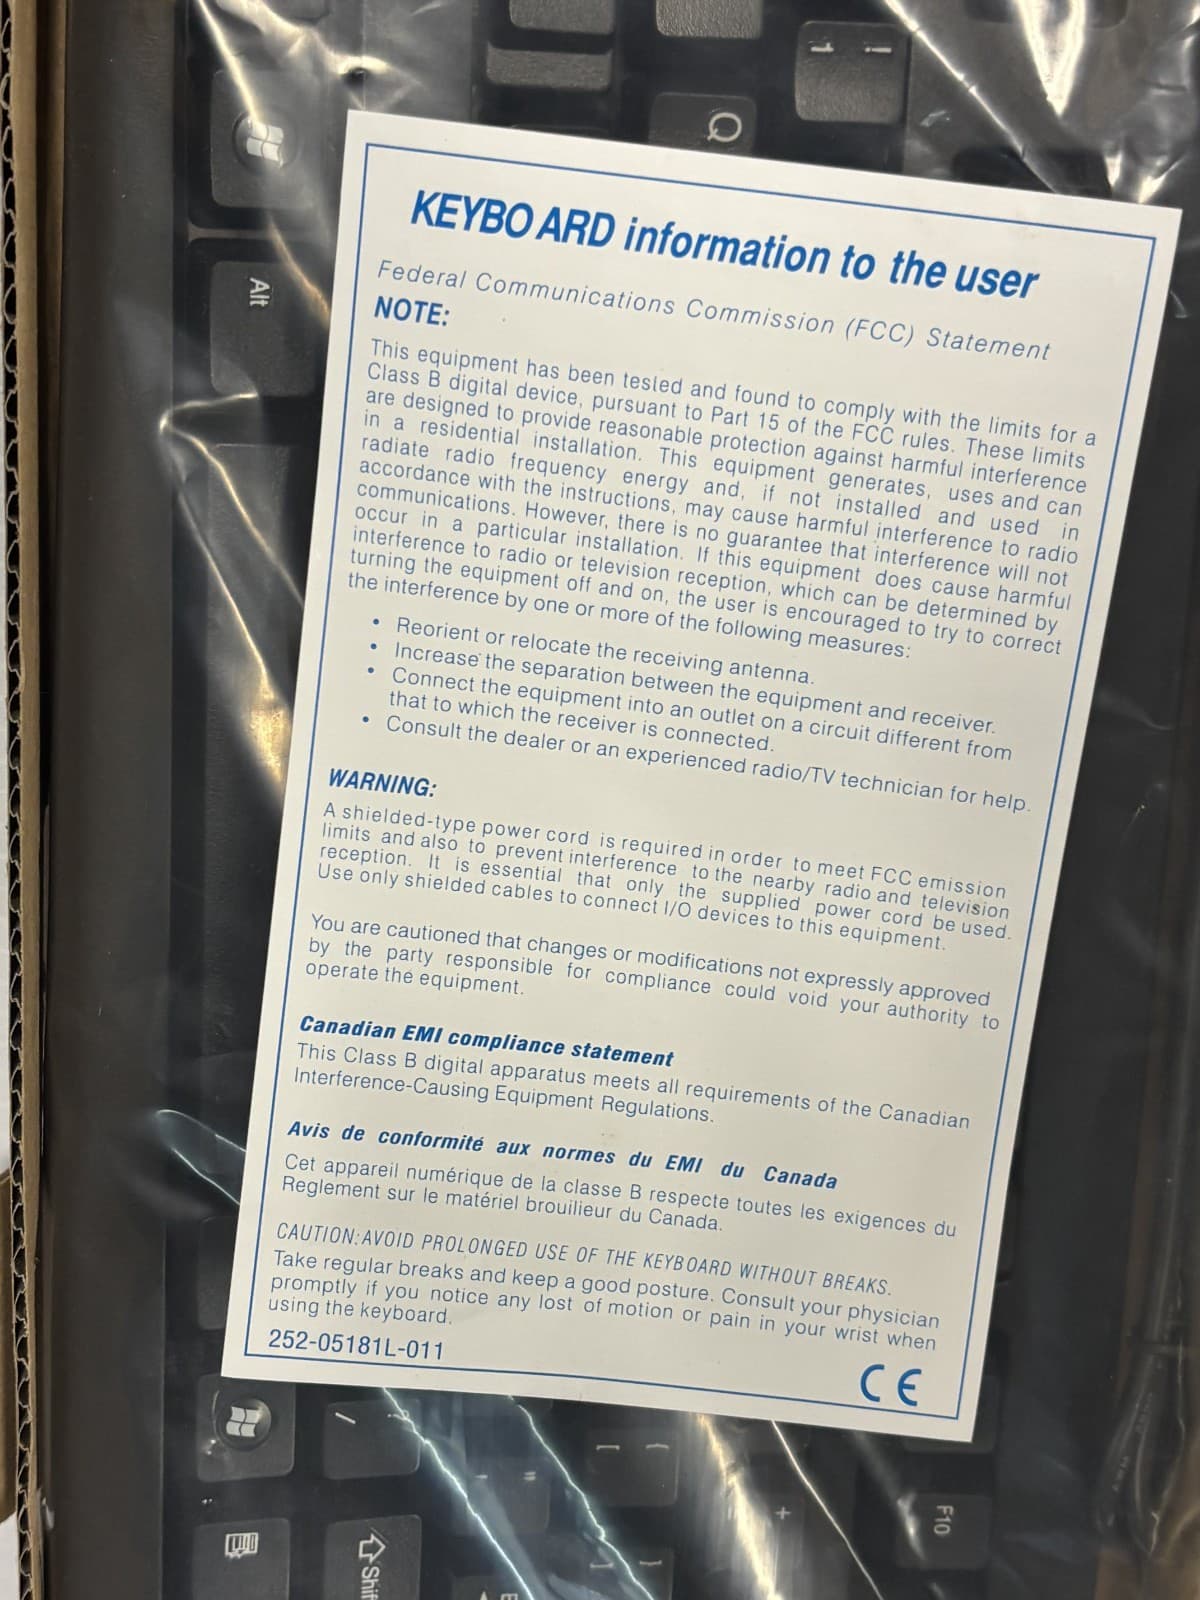 Q
Alt
KEYBOARD information to the user
Federal Communications Commission (FCC) Statement
NOTE:
This equipment has been tested and found to comply with the limits for a
Class B digital device, pursuant to Part 15 of the FCC rules. These limits
are designed to provide reasonable protection against harmful interference
in a residential installation. This equipment generates, uses and can
radiate radio frequency energy and, if not installed and used in
accordance with the instructions, may cause harmful interference to radio
communications. However, there is no guarantee that interference will not
occur in a particular installation. If this equipment does cause harmful
interference to radio or television reception, which can be determined by
turning the equipment off and on, the user is encouraged to try to correct
the interference by one or more of the following measures:
• Reorient or relocate the receiving antenna.
• Increase the separation between the equipment and receiver.
• Connect the equipment into an outlet on a circuit different from
that to which the receiver is connected.
• Consult the dealer or an experienced radio/TV technician for help.
WARNING:
A shielded-type power cord is required in order to meet FCC emission
limits and also to prevent interference to the nearby radio and television
reception. It is essential that only the supplied power cord be used.
Use only shielded cables to connect I/O devices to this equipment.
You are cautioned that changes or modifications not expressly approved
by the party responsible for compliance could void your authority to
operate the equipment.
Canadian EMI compliance statement
This Class B digital apparatus meets all requirements of the Canadian
Interference-Causing Equipment Regulations.
Avis de conformité aux normes du EMI du Canada
Cet appareil numérique de la classe B respecte toutes les exigences du
Reglement sur le matériel brouilieur du Canada.
CAUTION:AVOID PROLONGED USE OF THE KEYBOARD WITHOUT BREAKS.
Take regular breaks and keep a good posture. Consult your physician
promptly if you notice any lost of motion or pain in your wrist when
using the keyboard.
252-05181L-011
CE
F10